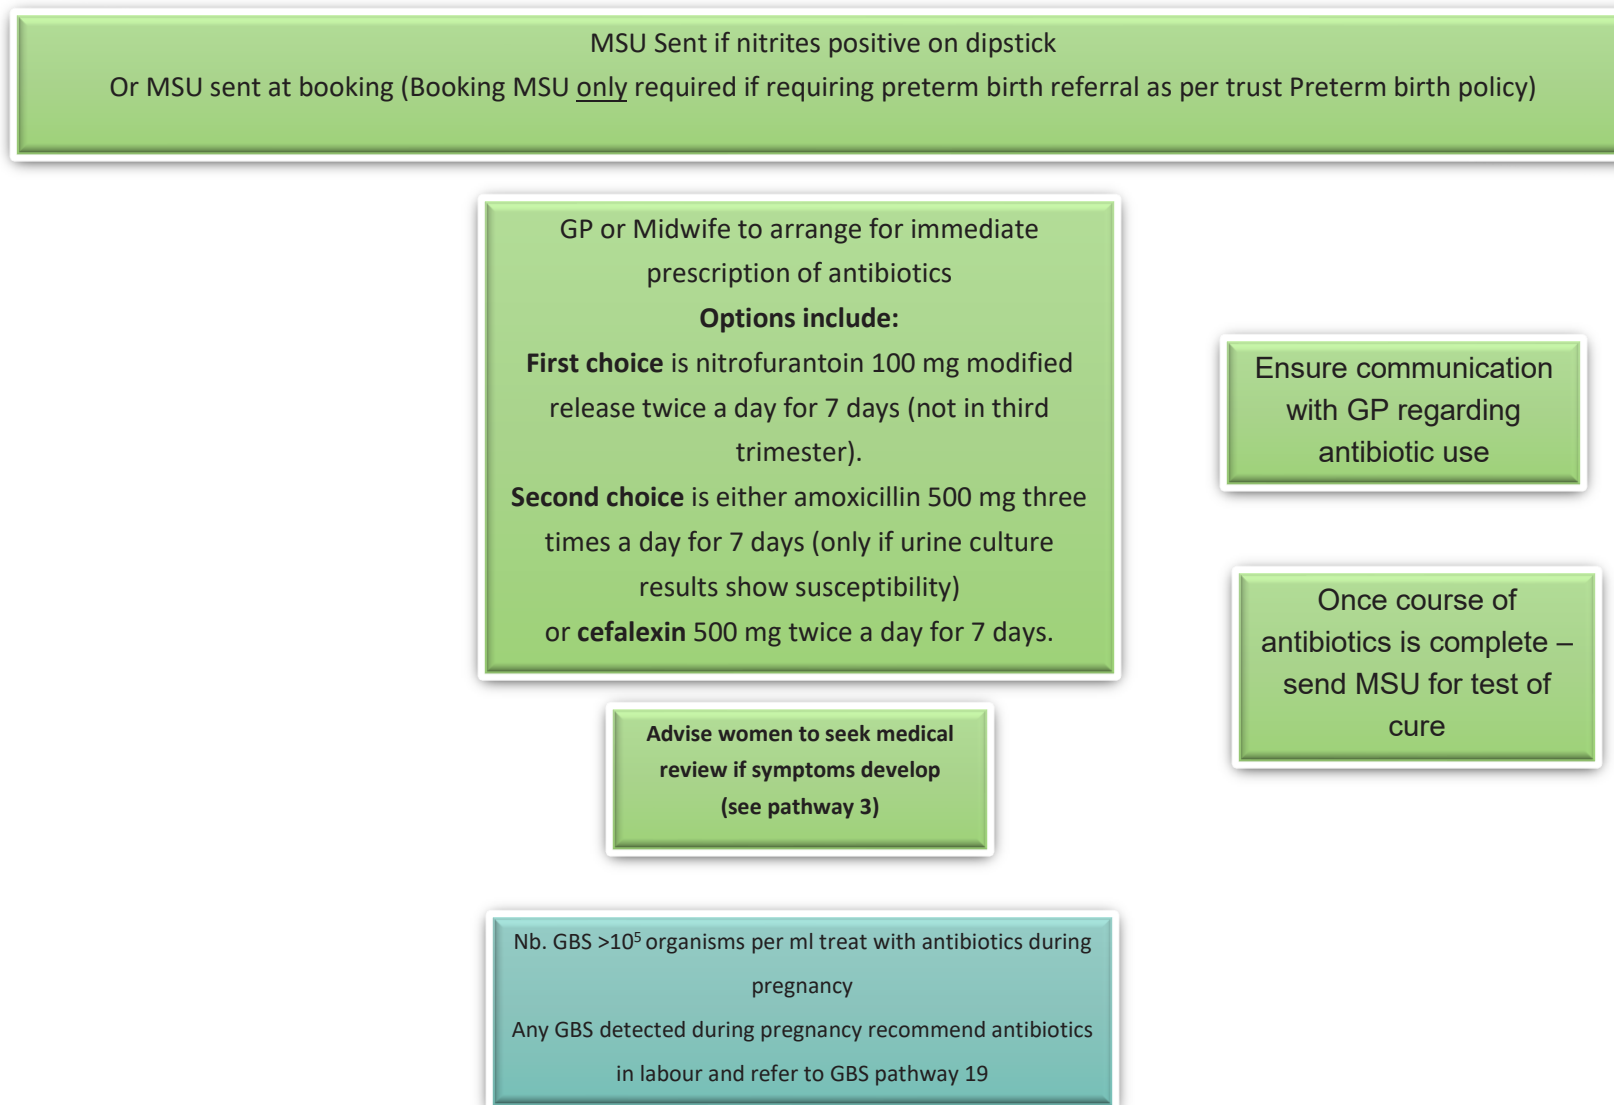 MSU Sent if nitrites positive on dipstick
Or MSU sent at booking (Booking MSU only required if requiring preterm birth referral as per trust Preterm birth policy)
GP or Midwife to arrange for immediate
prescription of antibiotics
Options include:
First choice is nitrofurantoin 100 mg modified
release twice a day for 7 days (not in third
trimester).
Second choice is either amoxicillin 500 mg three
times a day for 7 days (only if urine culture
results show susceptibility)
or cefalexin 500 mg twice a day for 7 days.
Ensure communication
with GP regarding
antibiotic use
Once course of
antibiotics is complete –
send MSU for test of
cure
Advise women to seek medical
review if symptoms develop
(see pathway 3)
Nb. GBS >10⁵ organisms per ml treat with antibiotics during
pregnancy
Any GBS detected during pregnancy recommend antibiotics
in labour and refer to GBS pathway 19